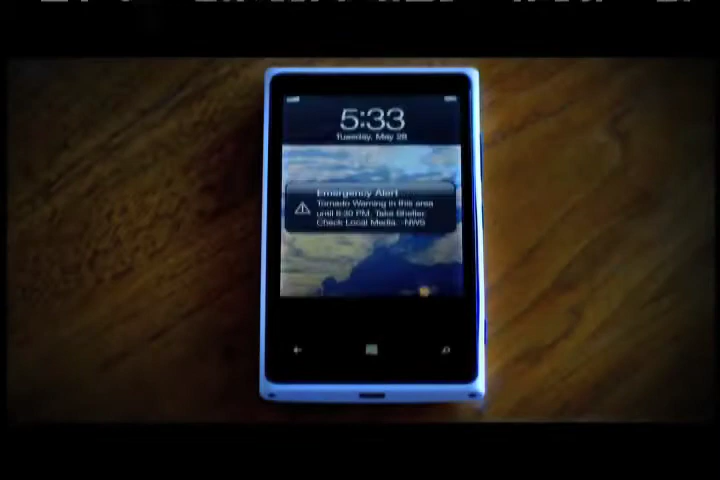 5:33
Tuesday, May 28
Emergency Alert
Tornado Warning in this area
until 6:30 PM. Take Shelter.
Check Local Media. -NWS